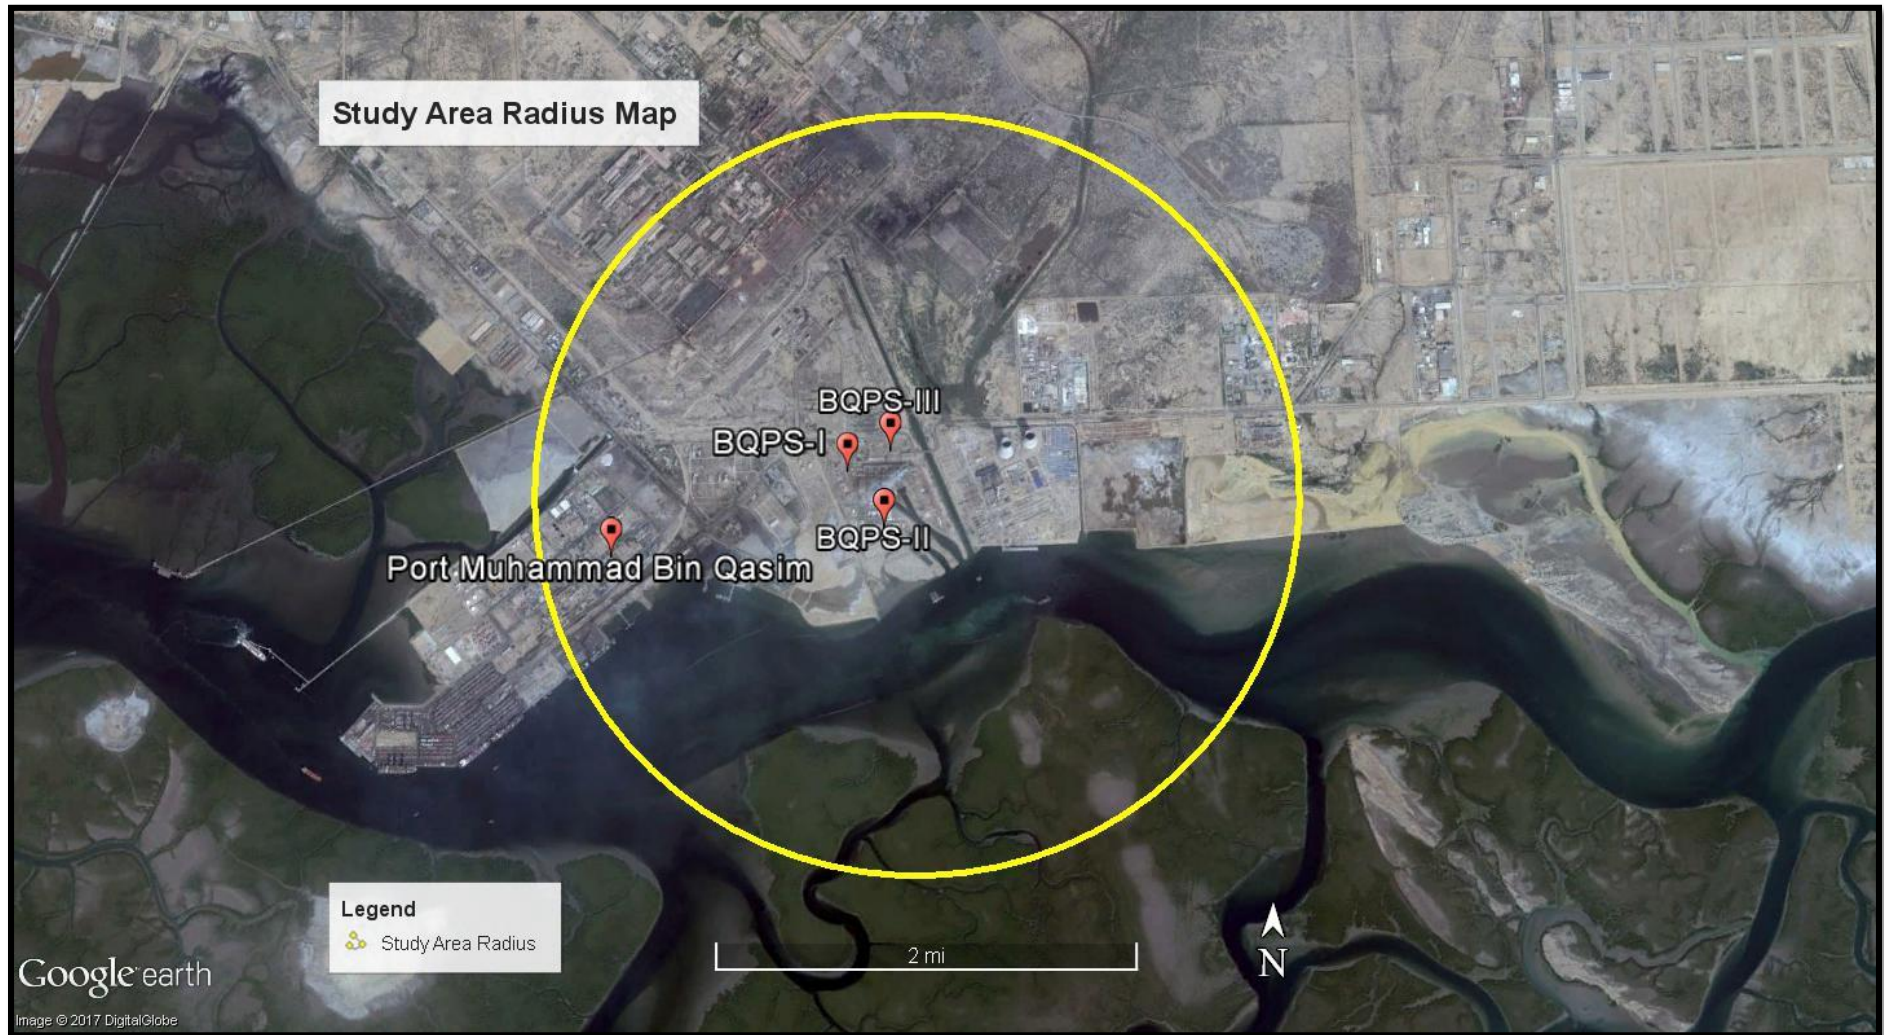 Study Area Radius Map
BQPS-III
BQPS-I
BQPS-II
Port Muhammad Bin Qasim
Legend
Study Area Radius
2 mi
N
Google earth
Image © 2017 DigitalGlobe